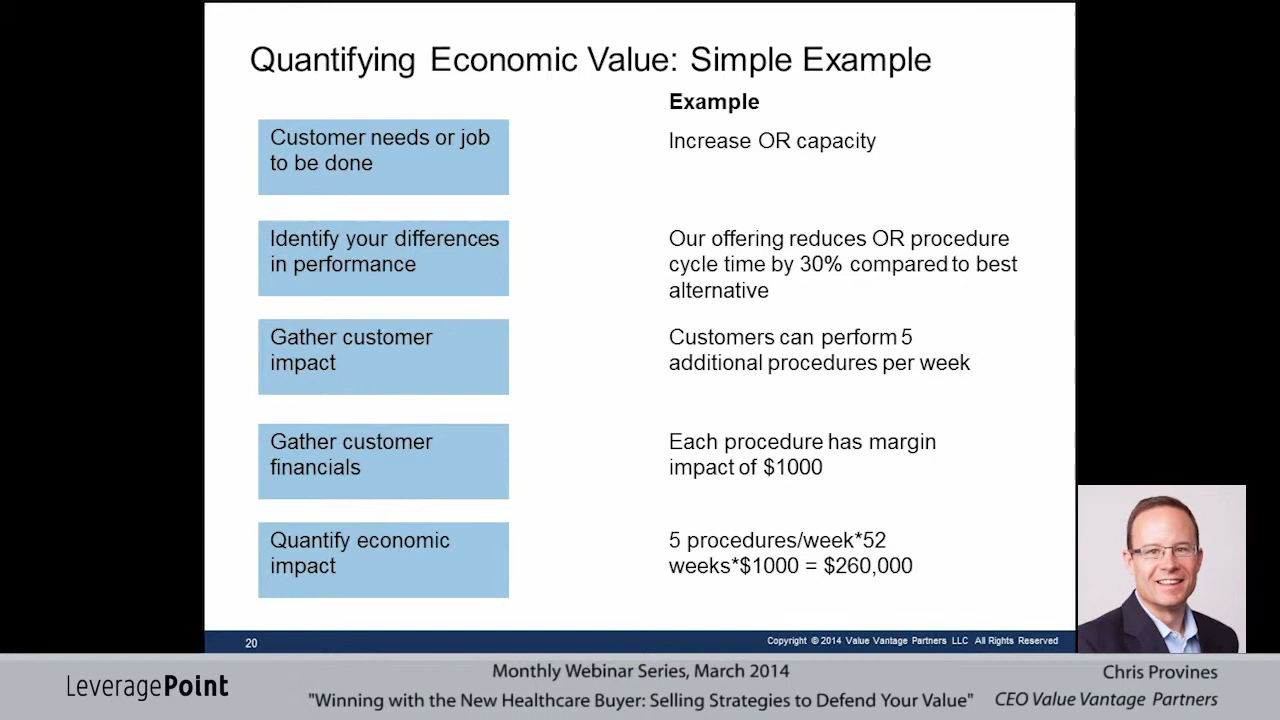 Quantifying Economic Value: Simple Example
Example
Customer needs or job
to be done
Increase OR capacity
Identify your differences
in performance
Our offering reduces OR procedure
cycle time by 30% compared to best
alternative
Gather customer
impact
Customers can perform 5
additional procedures per week
Gather customer
financials
Each procedure has margin
impact of $1000
Quantify economic
impact
5 procedures/week*52
weeks*$1000 = $260,000
20
Copyright © 2014 Value Vantage Partners LLC All Rights Reserved
LeveragePoint
Monthly Webinar Series, March 2014
"Winning with the New Healthcare Buyer: Selling Strategies to Defend Your Value"
Chris Provines
CEO Value Vantage Partners